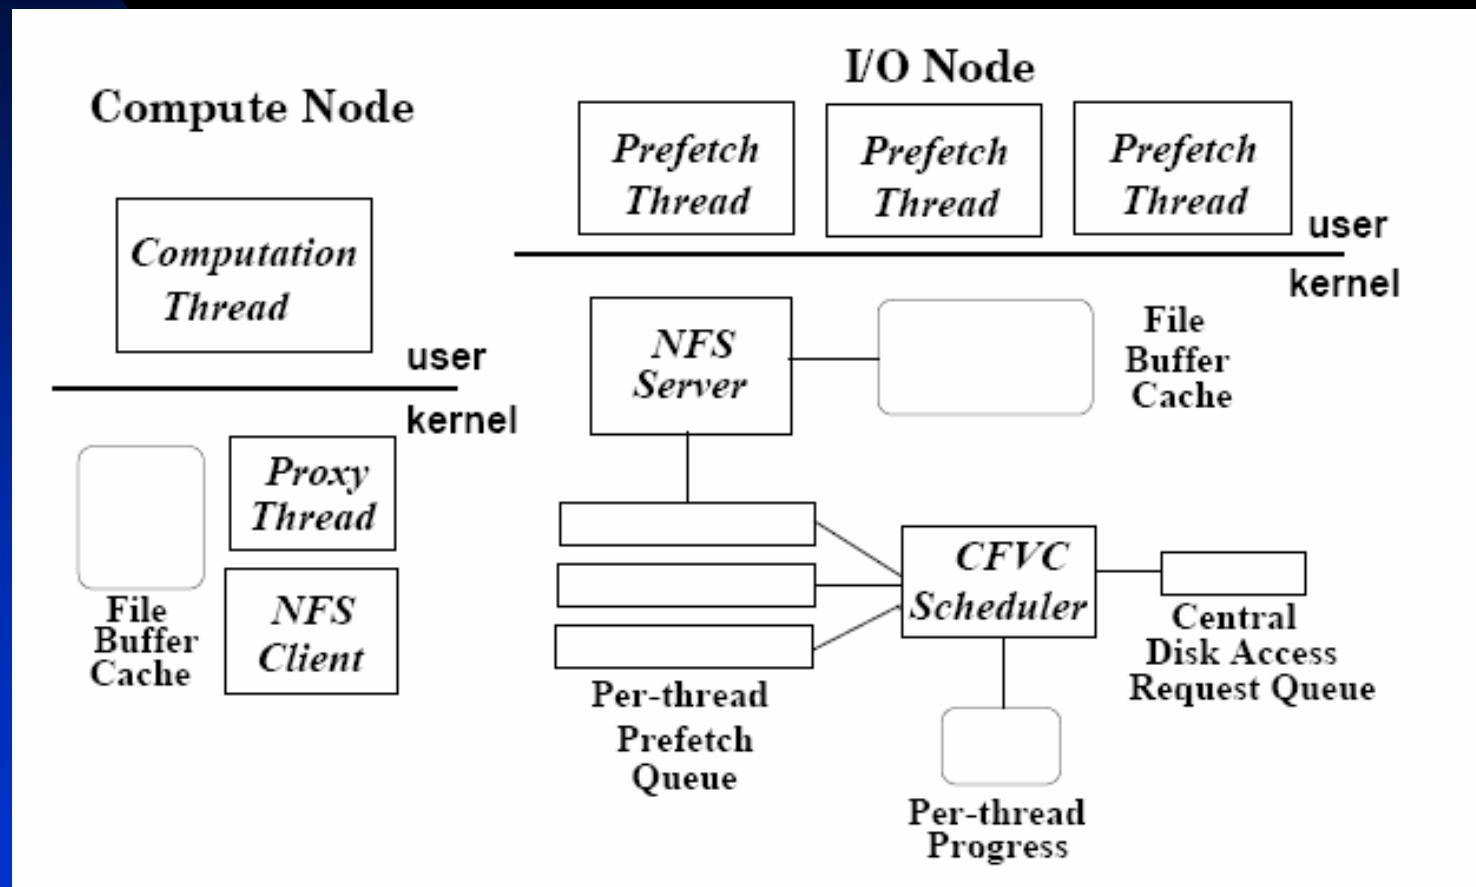 Compute Node
Computation
Thread
user
kernel
Proxy
Thread
NFS
Client
File
Buffer
Cache
I/O Node
Prefetch
Thread
Prefetch
Thread
Prefetch
Thread
user
kernel
NFS
Server
File
Buffer
Cache
CFVC
Scheduler
Central
Disk Access
Request Queue
Per-thread
Prefetch
Queue
Per-thread
Progress